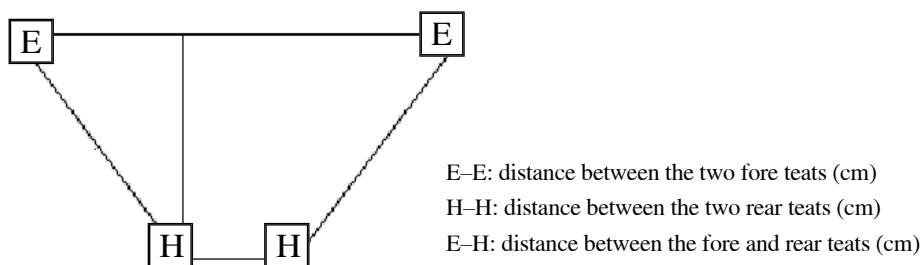 E E
E–E: distance between the two fore teats (cm)
H–H: distance between the two rear teats (cm)
H H
E–H: distance between the fore and rear teats (cm)